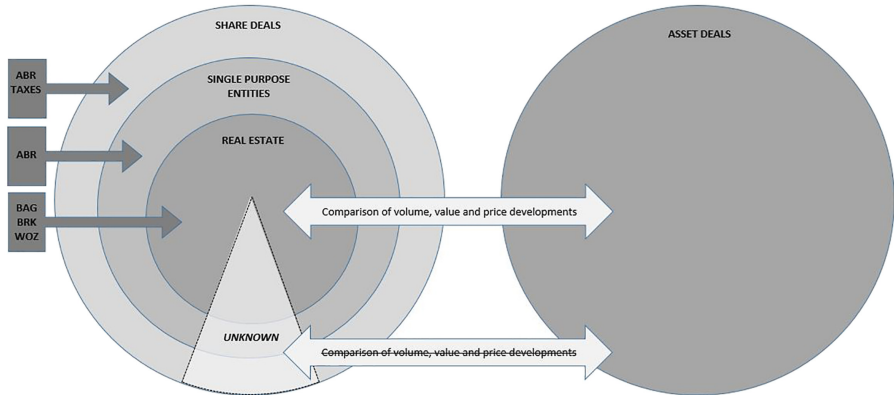 SHARE DEALS
ASSET DEALS
ABR
TAXES
SINGLE PURPOSE
ENTITIES
ABR
REAL ESTATE
BAG
BRK
WOZ
Comparison of volume, value and price developments
UNKNOWN
Comparison of volume, value and price developments